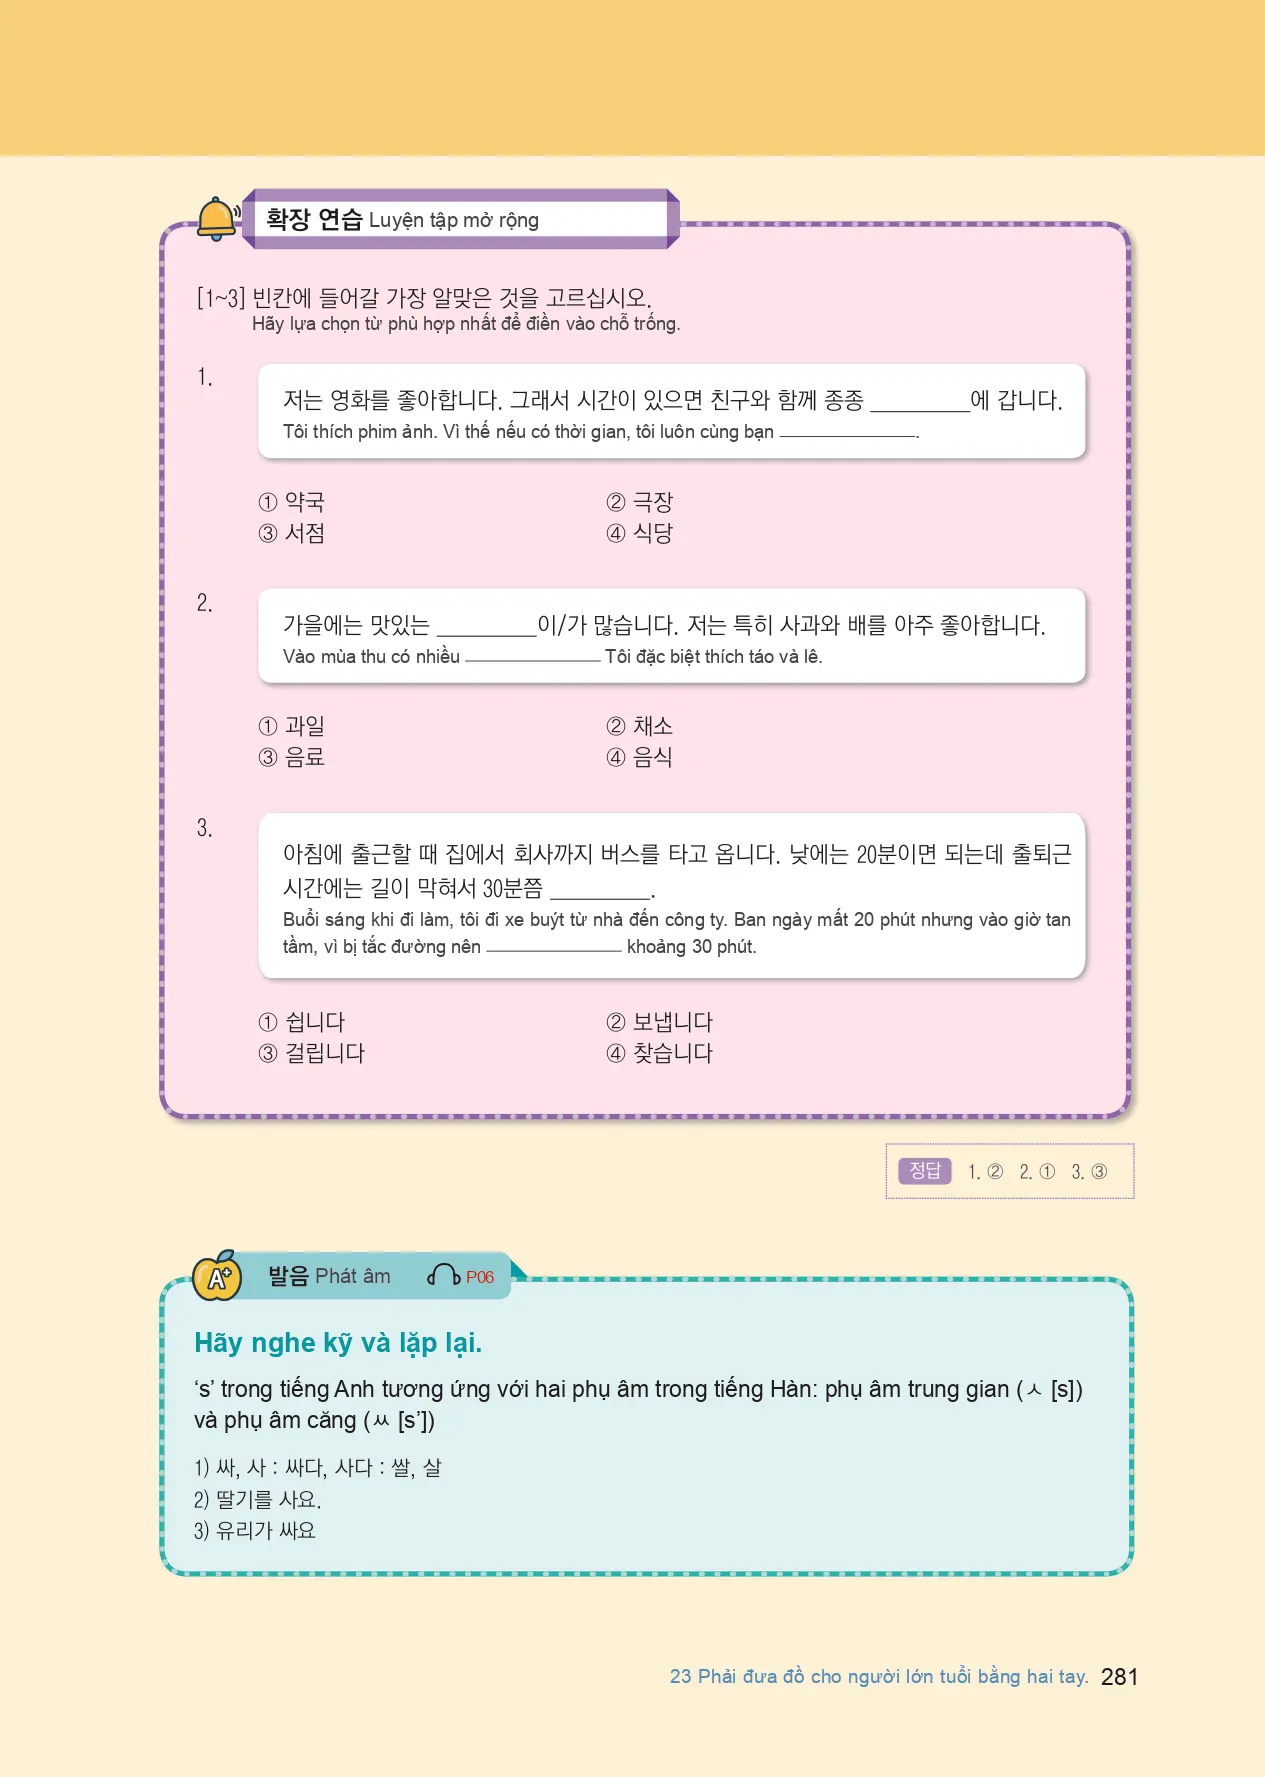 확장 연습 Luyện tập mở rộng
[1~3] 빈칸에 들어갈 가장 알맞은 것을 고르십시오.
Hãy lựa chọn từ phù hợp nhất để điền vào chỗ trống.
1.
저는 영화를 좋아합니다. 그래서 시간이 있으면 친구와 함께 종종 _________에 갑니다.
Tôi thích phim ảnh. Vì thế nếu có thời gian, tôi luôn cùng bạn _____________.
① 약국
② 극장
③ 서점
④ 식당
2.
가을에는 맛있는 _________이/가 많습니다. 저는 특히 사과와 배를 아주 좋아합니다.
Vào mùa thu có nhiều _____________ Tôi đặc biệt thích táo và lê.
① 과일
② 채소
③ 음료
④ 음식
3.
아침에 출근할 때 집에서 회사까지 버스를 타고 옵니다. 낮에는 20분이면 되는데 출퇴근
시간에는 길이 막혀서 30분쯤 _________.
Buổi sáng khi đi làm, tôi đi xe buýt từ nhà đến công ty. Ban ngày mất 20 phút nhưng vào giờ tan
tầm, vì bị tắc đường nên _____________ khoảng 30 phút.
① 쉽니다
② 보냅니다
③ 걸립니다
④ 찾습니다
정답 1. ② 2. ① 3. ③
A+ 발음 Phát âm P06
Hãy nghe kỹ và lặp lại.
‘s’ trong tiếng Anh tương ứng với hai phụ âm trong tiếng Hàn: phụ âm trung gian (ㅅ [s])
và phụ âm căng (ㅆ [s’])
1) 싸, 사 : 싸다, 사다 : 쌀, 살
2) 딸기를 사요.
3) 유리가 싸요
23 Phải đưa đồ cho người lớn tuổi bằng hai tay. 281